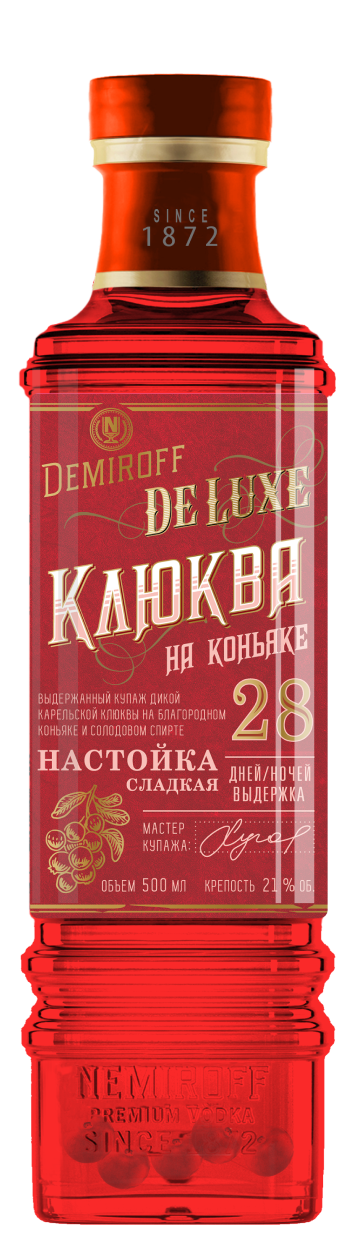 SINCE
1872
N
DEMIROFF
DE LUXE
КЛЮКВА
НА КОНЬЯКЕ
ВЫДЕРЖАННЫЙ КУПАЖ ДИКОЙ
КАРЕЛЬСКОЙ КЛЮКВЫ НА БЛАГОРОДНОМ
КОНЬЯКЕ И СОЛОДОВОМ СПИРТЕ
28
НАСТОЙКА
СЛАДКАЯ
ДНЕЙ/НОЧЕЙ
ВЫДЕРЖКА
МАСТЕР
КУПАЖА:
ОБЪЕМ 500 МЛ КРЕПОСТЬ 21 % ОБ.
NEMIROFF
PREMIUM VODKA
SINCE